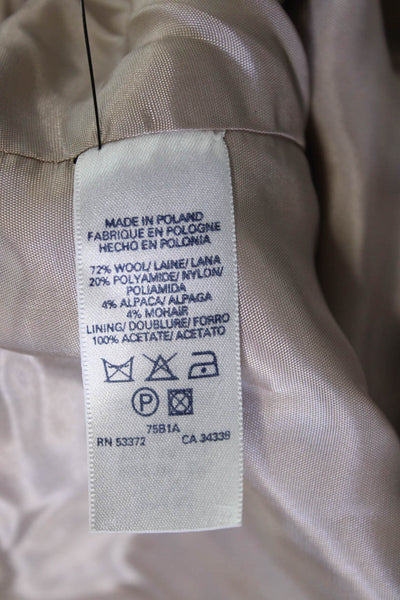 MADE IN POLAND
FABRIQUE EN POLOGNE
HECHO EN POLONIA
72% WOOL/ LAINE/ LANA
20% POLYAMIDE/ NYLON/
POLIAMIDA
4% ALPACA/ ALPAGA
4% MOHAIR
LINING/ DOUBLURE/ FORRO
100% ACETATE/ ACETATO
P
75B1A
RN 53372 CA 34339